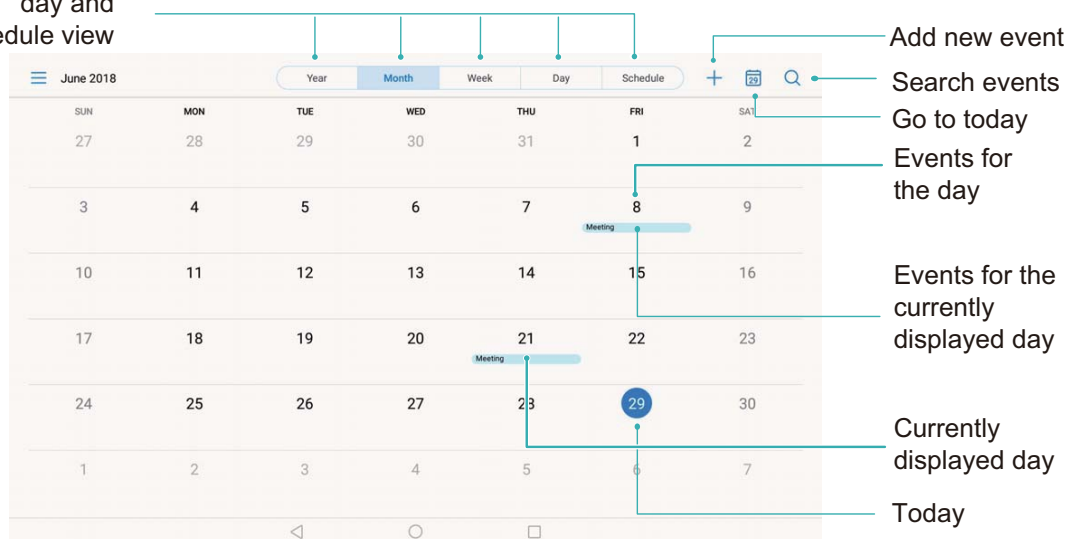 day and
edule view
Add new event
June 2018
Year Month Week Day Schedule
29
Search events
Go to today
SUN MON TUE WED THU FRI SAT
27 28 29 30 31 1 2
Events for
the day
3 4 5 6 7 8 9
Meeting
10 11 12 13 14 15 16
Events for the
currently
displayed day
17 18 19 20 21 22 23
Meeting
24 25 26 27 28 29 30
Currently
displayed day
1 2 3 4 5 6 7
Today